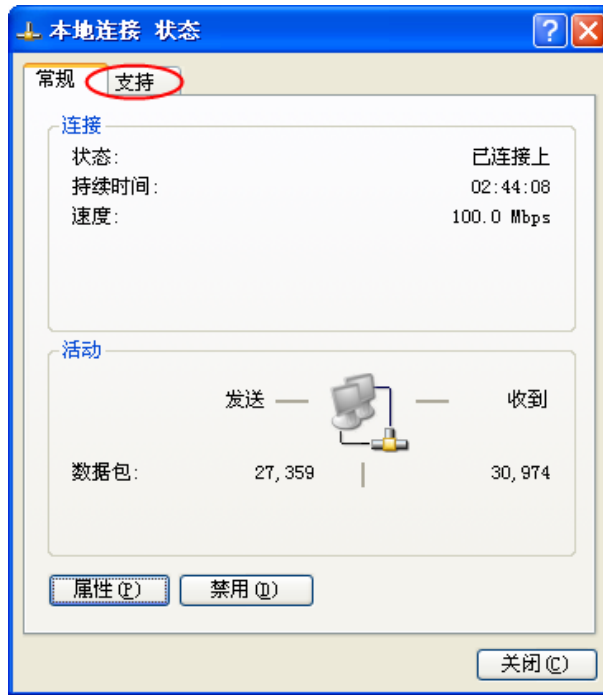 本地连接 状态
常规 支持
连接
状态: 已连接上
持续时间: 02:44:08
速度: 100.0 Mbps
活动
发送 — — 收到
数据包: 27,359 | 30,974
属性(P) 禁用(D)
关闭(C)